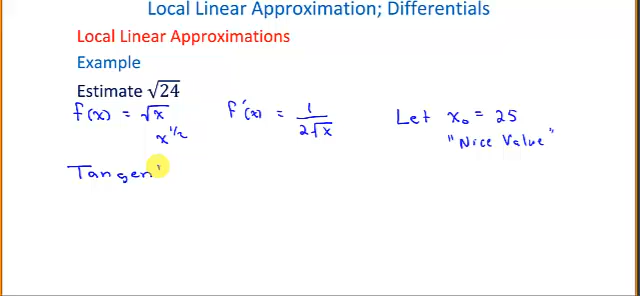 Local Linear Approximation; Differentials
Local Linear Approximations
Example
Estimate √24
f(x) = √x f'(x) = 1/(2√x) Let x₀ = 25
x^1/2 "Nice Value"
Tangen